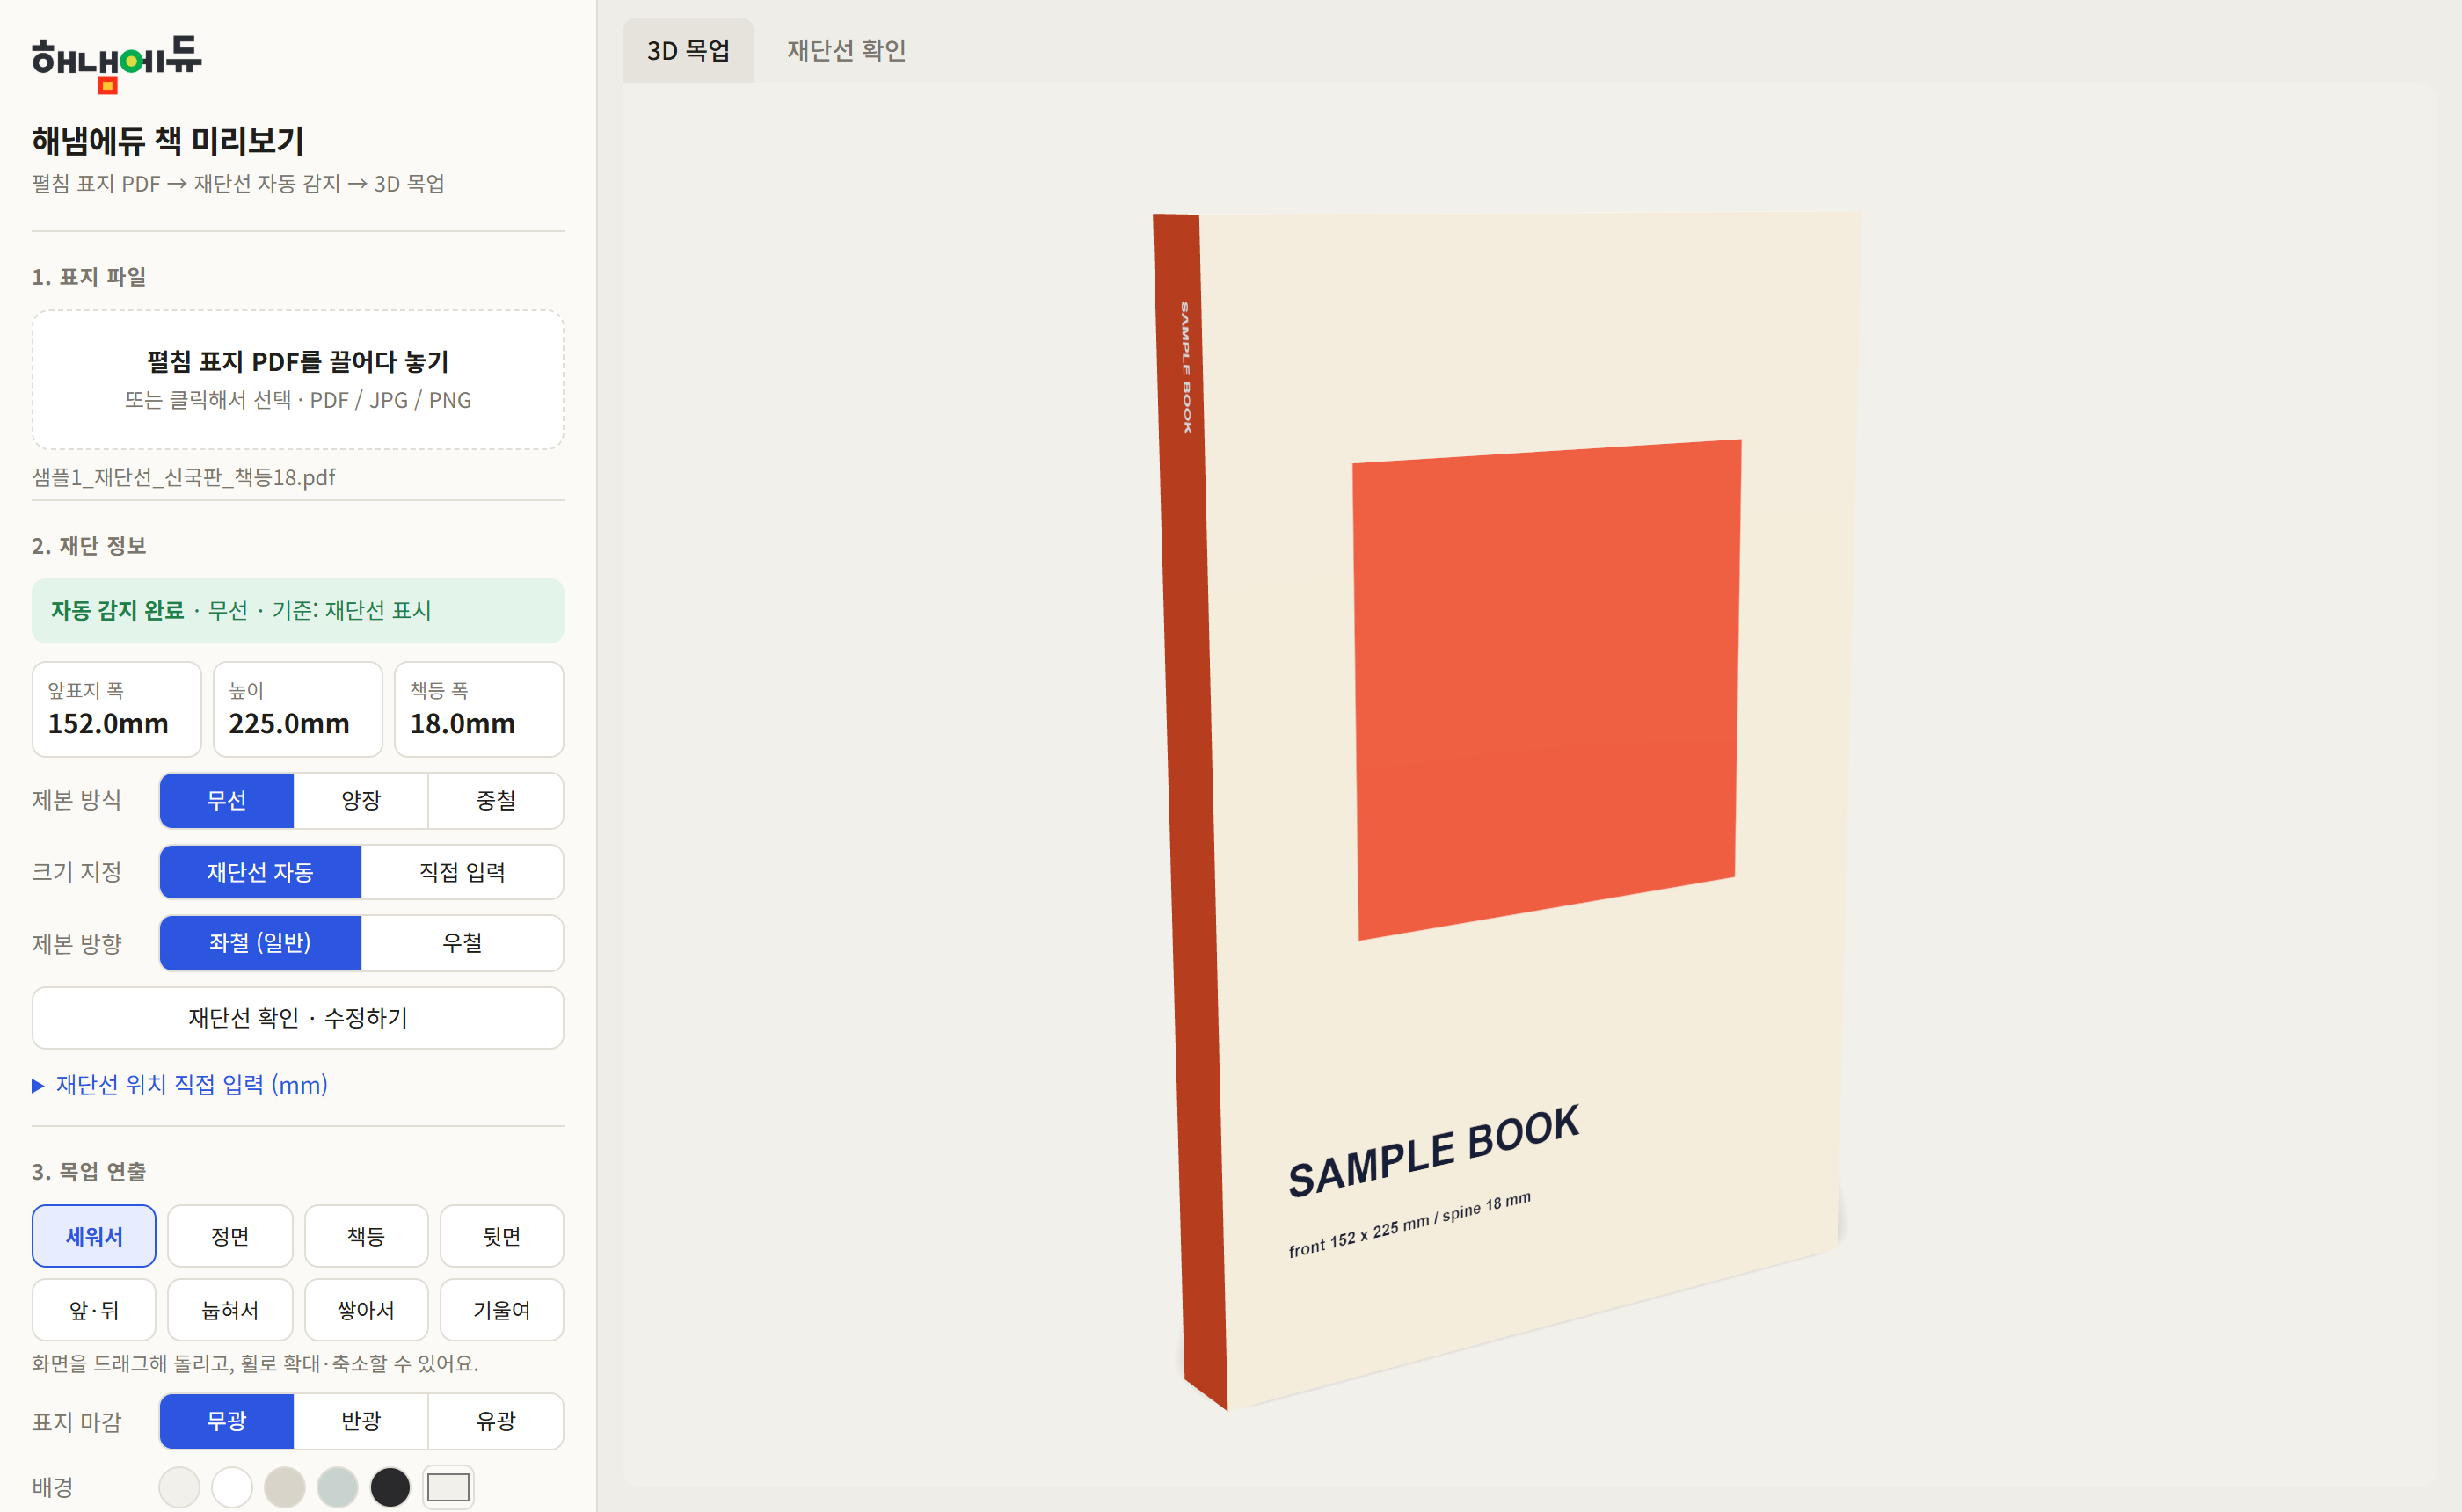 해냄에듀
해냄에듀 책 미리보기
펼침 표지 PDF → 재단선 자동 감지 → 3D 목업
1. 표지 파일
펼침 표지 PDF를 끌어다 놓기
또는 클릭해서 선택 · PDF / JPG / PNG
샘플1_재단선_신국판_책등18.pdf
2. 재단 정보
자동 감지 완료 · 무선 · 기준: 재단선 표시
앞표지 폭 높이 책등 폭
152.0mm 225.0mm 18.0mm
제본 방식 무선 양장 중철
크기 지정 재단선 자동 직접 입력
제본 방향 좌철 (일반) 우철
재단선 확인 · 수정하기
▶ 재단선 위치 직접 입력 (mm)
3. 목업 연출
세워서 정면 책등 뒷면
앞·뒤 눕혀서 쌓아서 기울여
화면을 드래그해 돌리고, 휠로 확대·축소할 수 있어요.
표지 마감 무광 반광 유광
배경
3D 목업 재단선 확인
SAMPLE BOOK
SAMPLE BOOK
front 152 x 225 mm / spine 18 mm